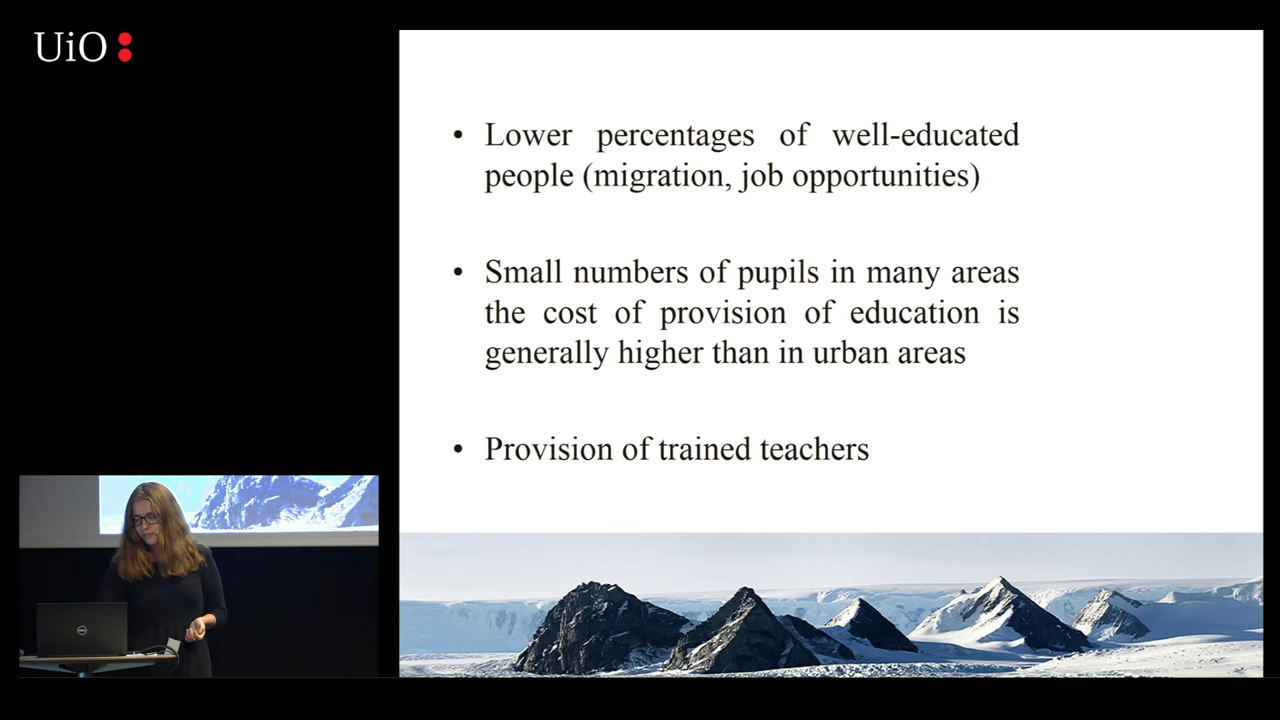 UiO:
• Lower percentages of well-educated
people (migration, job opportunities)
• Small numbers of pupils in many areas
the cost of provision of education is
generally higher than in urban areas
• Provision of trained teachers
DELL